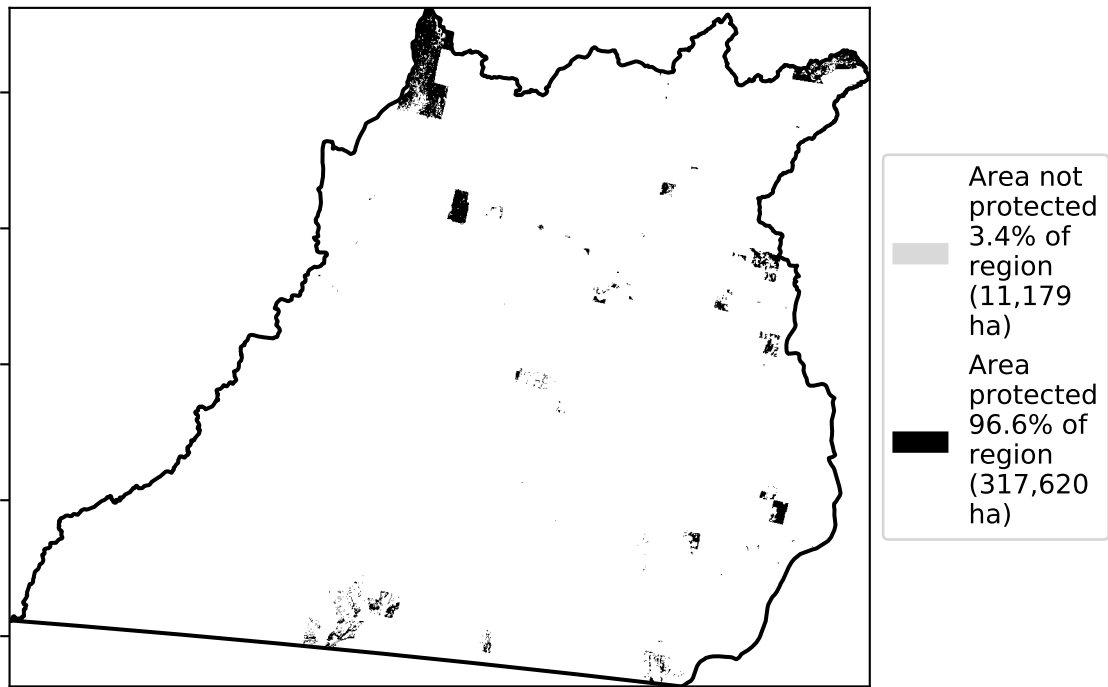 Area not
protected
3.4% of
region
(11,179
ha)
Area
protected
96.6% of
region
(317,620
ha)